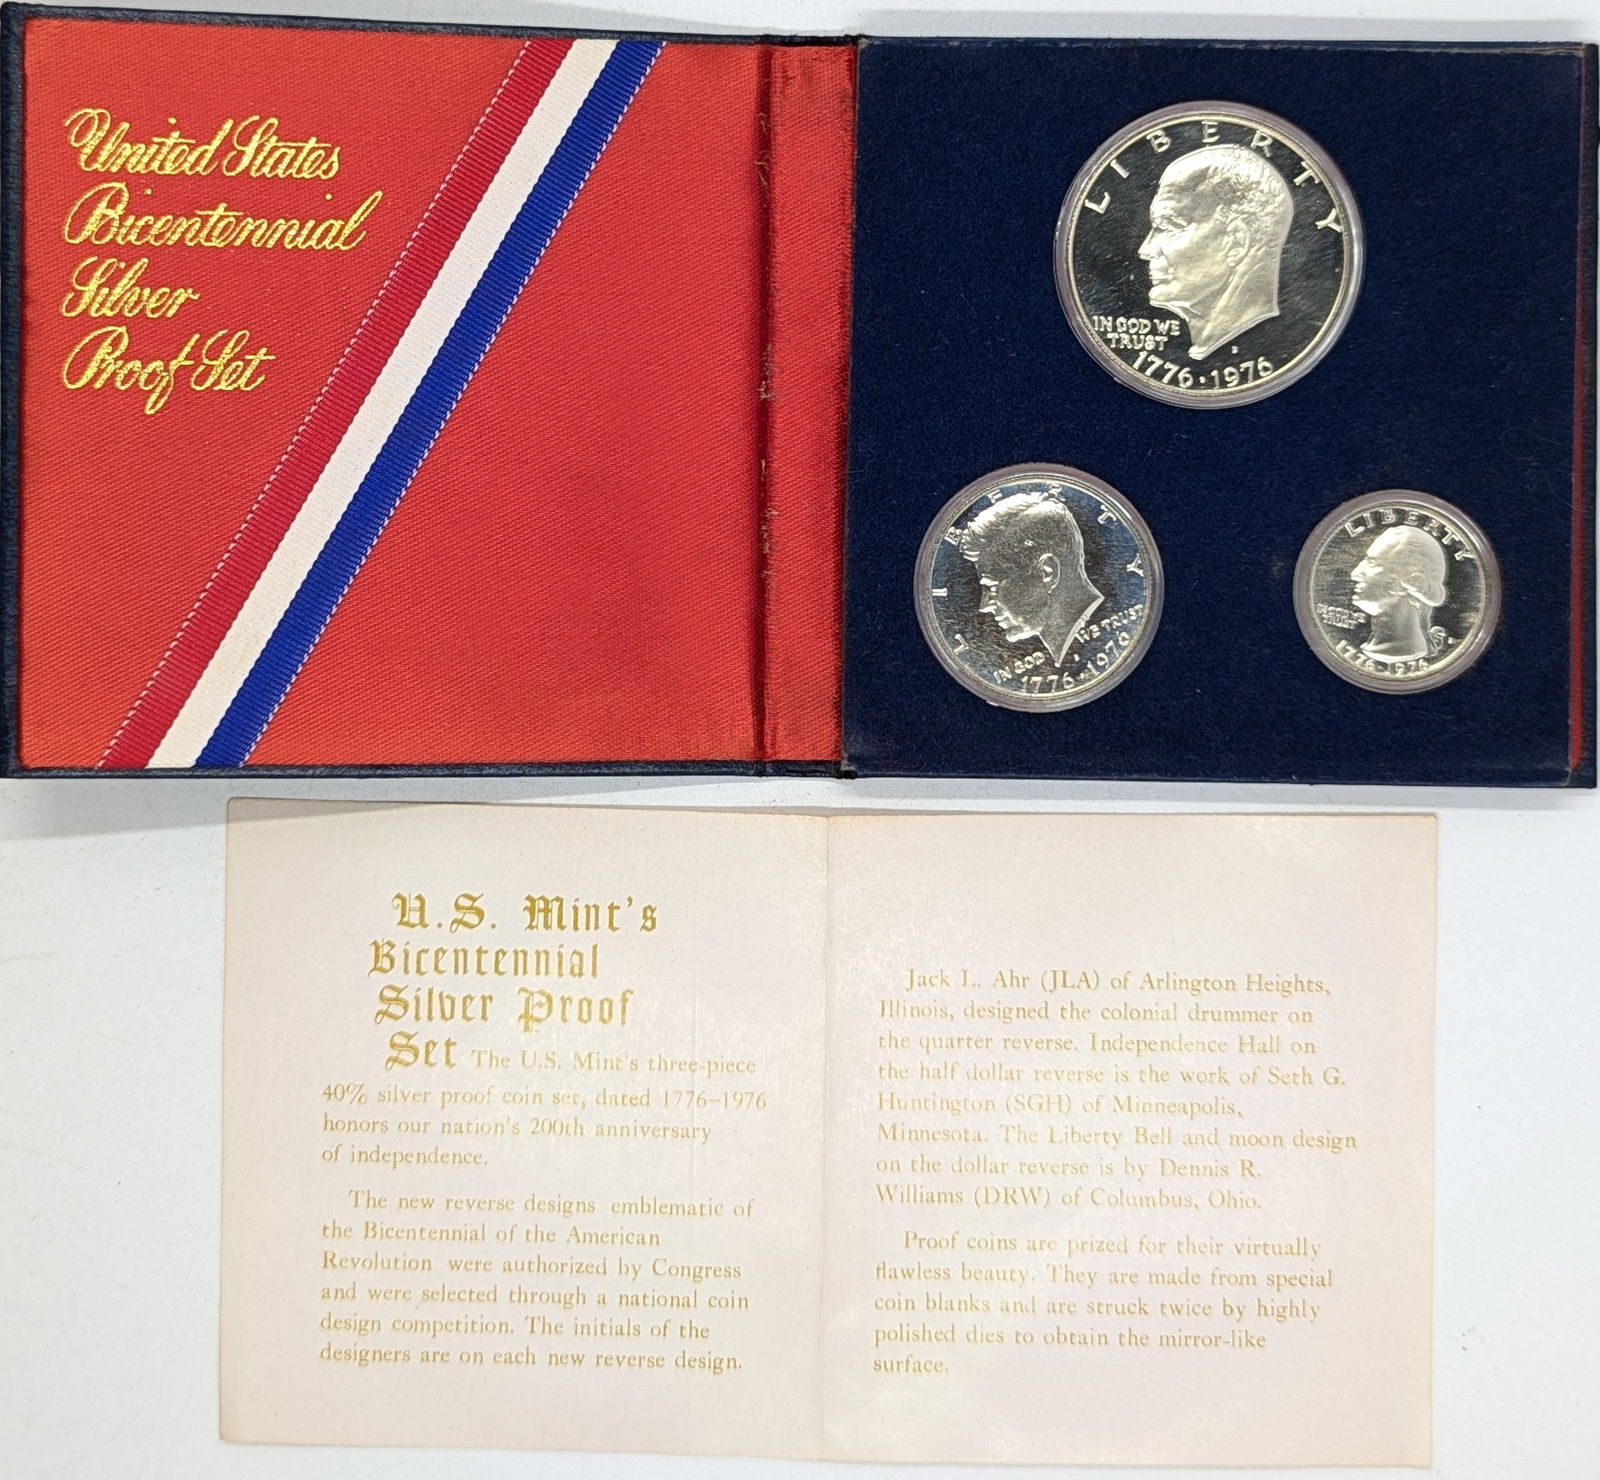 United States
Bicentennial
Silver
Proof Set
LIBERTY
IN GOD WE
TRUST
S
1776·1976
LIBERTY
IN GOD WE TRUST
1776·1976
LIBERTY
IN GOD WE
TRUST
1776·1976
U.S. Mint's
Bicentennial
Silver Proof
Set The U.S. Mint's three-piece
40% silver proof coin set, dated 1776–1976
honors our nation's 200th anniversary
of independence.
The new reverse designs emblematic of
the Bicentennial of the American
Revolution were authorized by Congress
and were selected through a national coin
design competition. The initials of the
designers are on each new reverse design.
Jack L. Ahr (JLA) of Arlington Heights,
Illinois, designed the colonial drummer on
the quarter reverse. Independence Hall on
the half dollar reverse is the work of Seth G.
Huntington (SGH) of Minneapolis,
Minnesota. The Liberty Bell and moon design
on the dollar reverse is by Dennis R.
Williams (DRW) of Columbus, Ohio.
Proof coins are prized for their virtually
flawless beauty. They are made from special
coin blanks and are struck twice by highly
polished dies to obtain the mirror-like
surface.